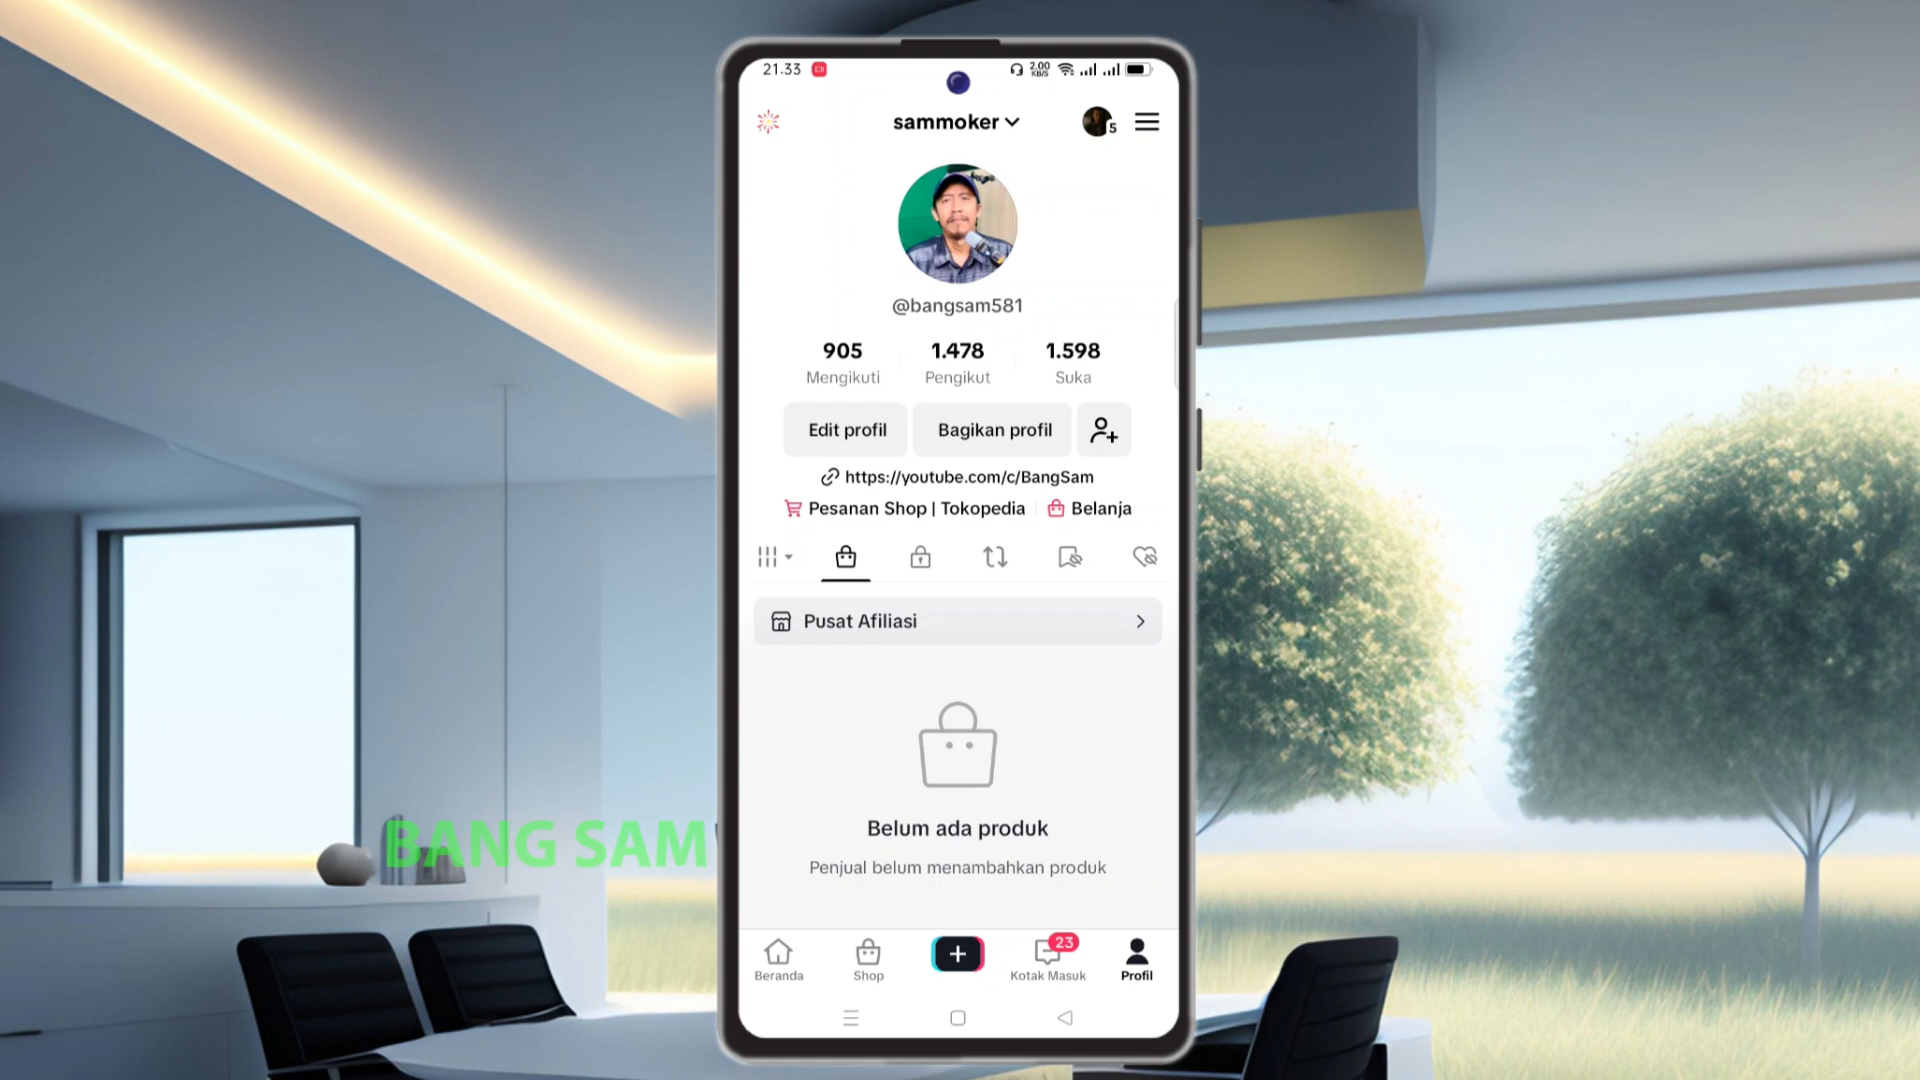 21.33
2.00
KB/S
sammoker
5
@bangsam581
905
Mengikuti
1.478
Pengikut
1.598
Suka
Edit profil
Bagikan profil
https://youtube.com/c/BangSam
Pesanan Shop | Tokopedia
Belanja
Pusat Afiliasi
BANG SAM
Belum ada produk
Penjual belum menambahkan produk
Beranda
Shop
23
Kotak Masuk
Profil